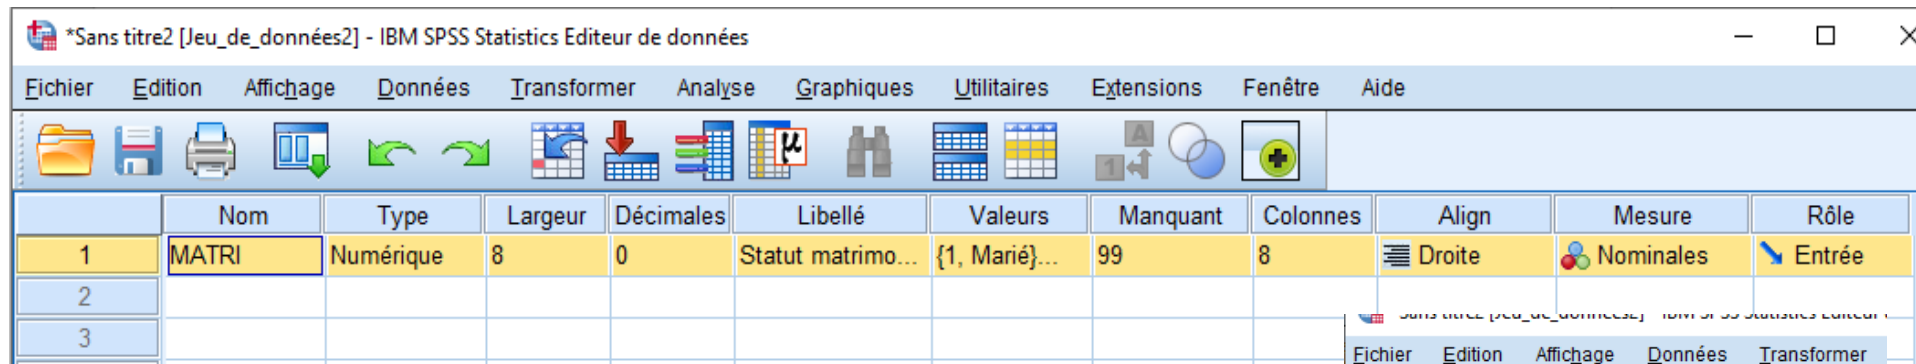 *Sans titre2 [Jeu_de_données2] - IBM SPSS Statistics Editeur de données
Fichier Edition Affichage Données Transformer Analyse Graphiques Utilitaires Extensions Fenêtre Aide
Nom Type Largeur Décimales Libellé Valeurs Manquant Colonnes Align Mesure Rôle
1 MATRI Numérique 8 0 Statut matrimo... {1, Marié}... 99 8 Droite Nominales Entrée
2
3
Fichier Edition Affichage Données Transformer